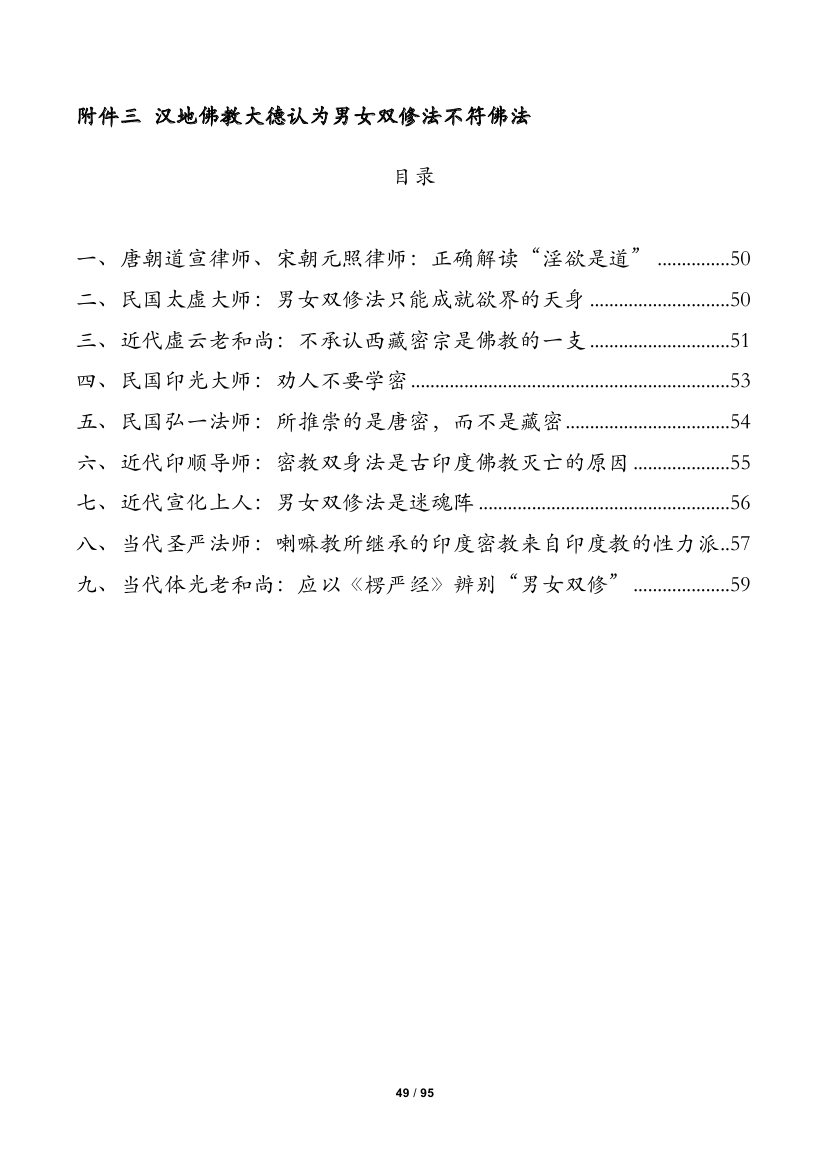 附件三 汉地佛教大德认为男女双修法不符佛法
目录
一、唐朝道宣律师、宋朝元照律师：正确解读“淫欲是道” ...............50
二、民国太虚大师：男女双修法只能成就欲界的天身.............................50
三、近代虚云老和尚：不承认西藏密宗是佛教的一支.............................51
四、民国印光大师：劝人不要学密..................................................................53
五、民国弘一法师：所推崇的是唐密，而不是藏密..................................54
六、近代印顺导师：密教双身法是古印度佛教灭亡的原因....................55
七、近代宣化上人：男女双修法是迷魂阵....................................................56
八、当代圣严法师：喇嘛教所继承的印度密教来自印度教的性力派..57
九、当代体光老和尚：应以《楞严经》辨别“男女双修” ....................59
49 / 95